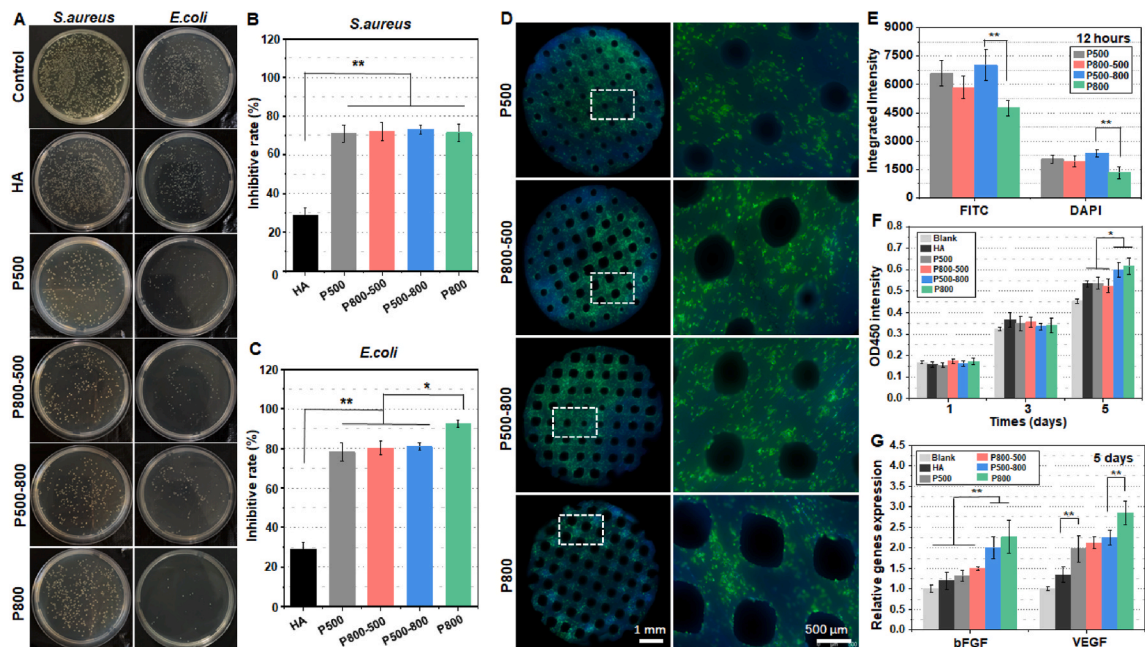 A
S.aureus
E.coli
Control
HA
P500
P800-500
P500-800
P800
B
S.aureus
Inhibitive rate (%)
120
100
80
60
40
20
0
**
HA
P500
P800-500
P500-800
P800
C
E.coli
Inhibitive rate (%)
120
100
80
60
40
20
0
**
*
HA
P500
P800-500
P500-800
P800
D
P500
P800-500
P500-800
P800
1 mm
500 µm
E
12 hours
Integrated Intensity
9000
7500
6000
4500
3000
1500
0
P500
P800-500
P500-800
P800
**
**
FITC
DAPI
F
OD450 intensity
0.8
0.7
0.6
0.5
0.4
0.3
0.2
0.1
Blank
HA
P500
P800-500
P500-800
P800
*
1
3
5
Times (days)
G
5 days
Relative genes expression
4.5
4.0
3.5
3.0
2.5
2.0
1.5
1.0
0.5
0.0
Blank
HA
P500
P800-500
P500-800
P800
**
**
**
bFGF
VEGF